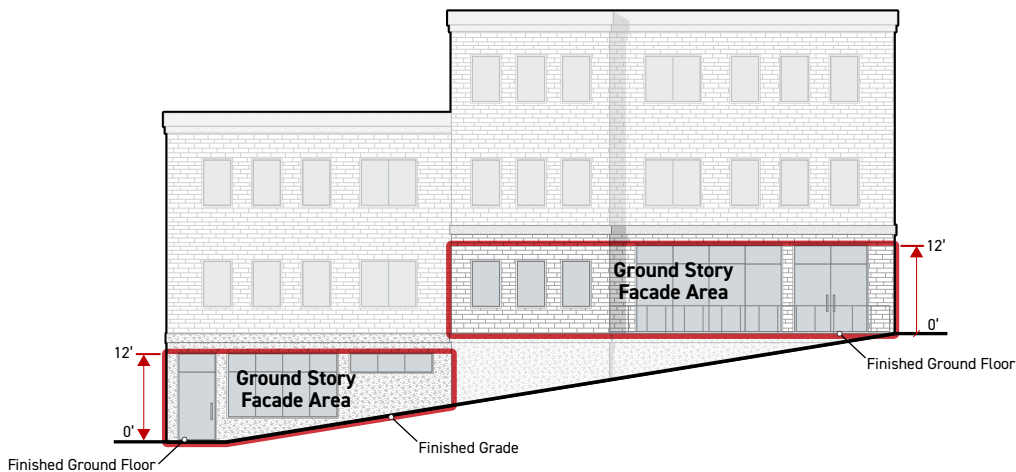 12'
Ground Story
Facade Area
0'
Finished Ground Floor
12'
Ground Story
Facade Area
0'
Finished Grade
Finished Ground Floor